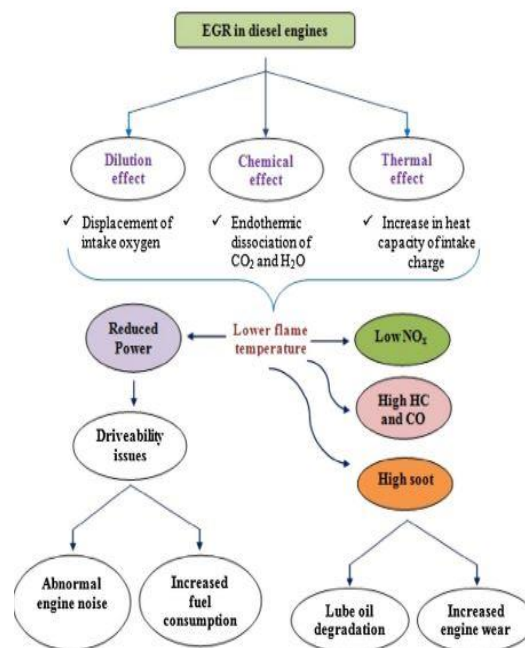 EGR in diesel engines
Dilution
effect
Chemical
effect
Thermal
effect
✓ Displacement of
intake oxygen
✓ Endothermic
dissociation of
CO₂ and H₂O
✓ Increase in heat
capacity of intake
charge
Reduced
Power
Lower flame
temperature
Low NOₓ
High HC
and CO
Driveability
issues
High soot
Abnormal
engine noise
Increased
fuel
consumption
Lube oil
degradation
Increased
engine wear